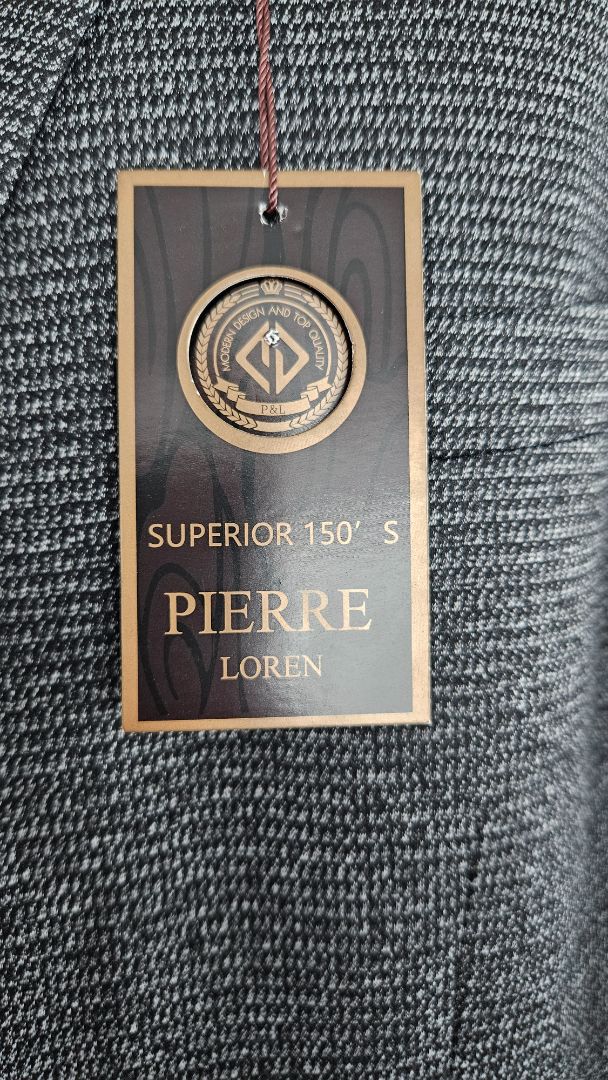 MODERN DESIGN AND TOP QUALITY
P&L
SUPERIOR 150'S
PIERRE
LOREN